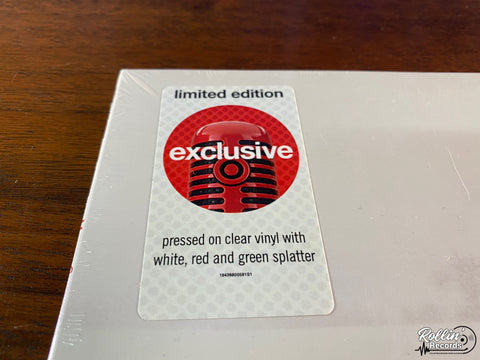 limited edition
exclusive
pressed on clear vinyl with
white, red and green splatter
Rollin'
Records